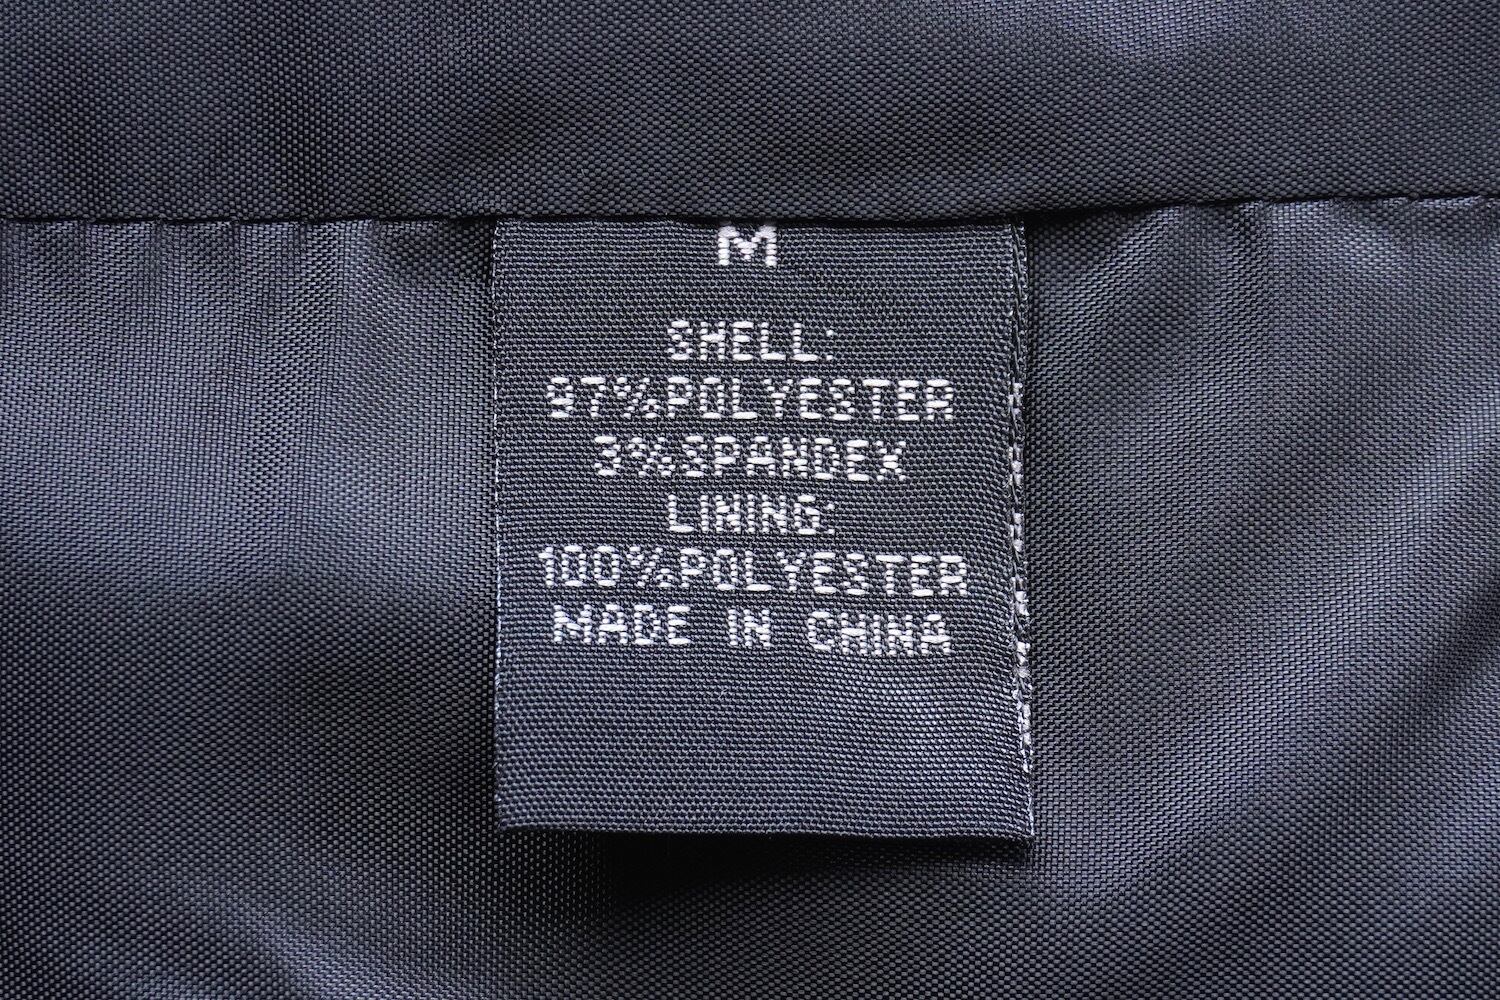 M
SHELL:
97%POLYESTER
3%SPANDEX
LINING:
100%POLYESTER
MADE IN CHINA